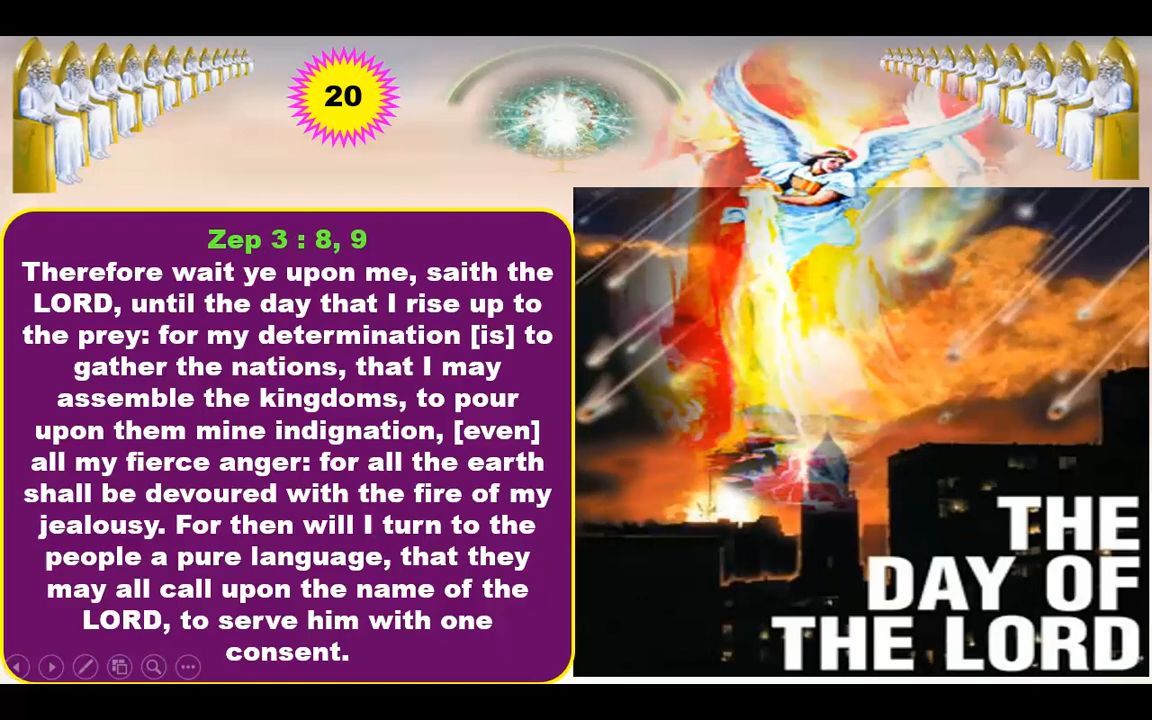 20
Zep 3 : 8, 9
Therefore wait ye upon me, saith the
LORD, until the day that I rise up to
the prey: for my determination [is] to
gather the nations, that I may
assemble the kingdoms, to pour
upon them mine indignation, [even]
all my fierce anger: for all the earth
shall be devoured with the fire of my
jealousy. For then will I turn to the
people a pure language, that they
may all call upon the name of the
LORD, to serve him with one
consent.
THE
DAY OF
THE LORD